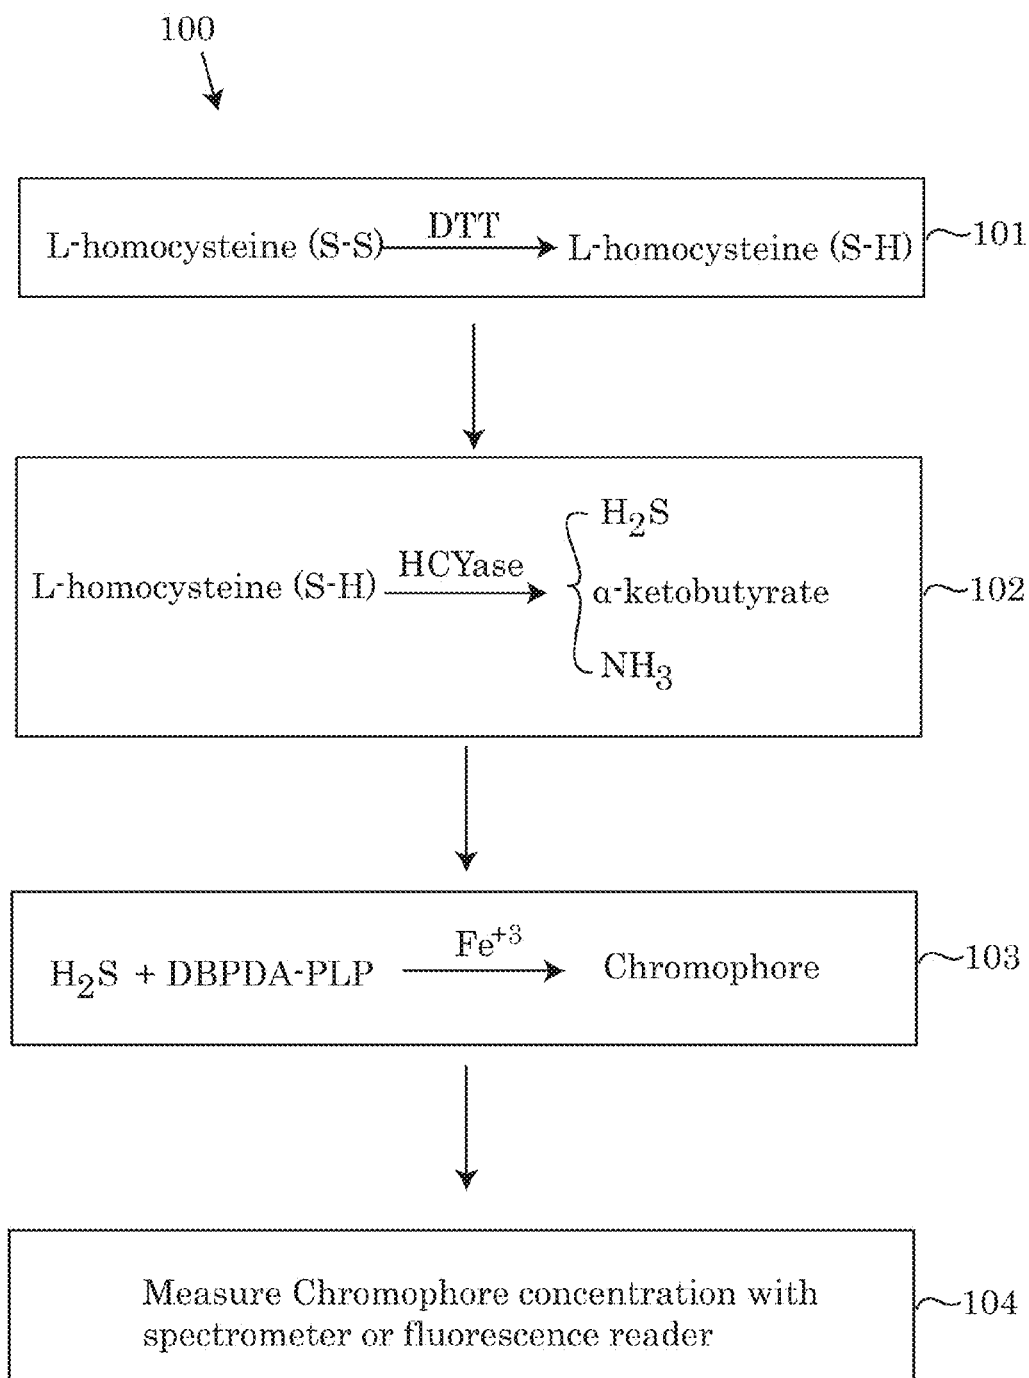 100
L-homocysteine (S-S) DTT L-homocysteine (S-H)
101
L-homocysteine (S-H) HCYase H2S
α-ketobutyrate
NH3
102
H2S + DBPDA-PLP Fe+3 Chromophore
103
Measure Chromophore concentration with
spectrometer or fluorescence reader
104